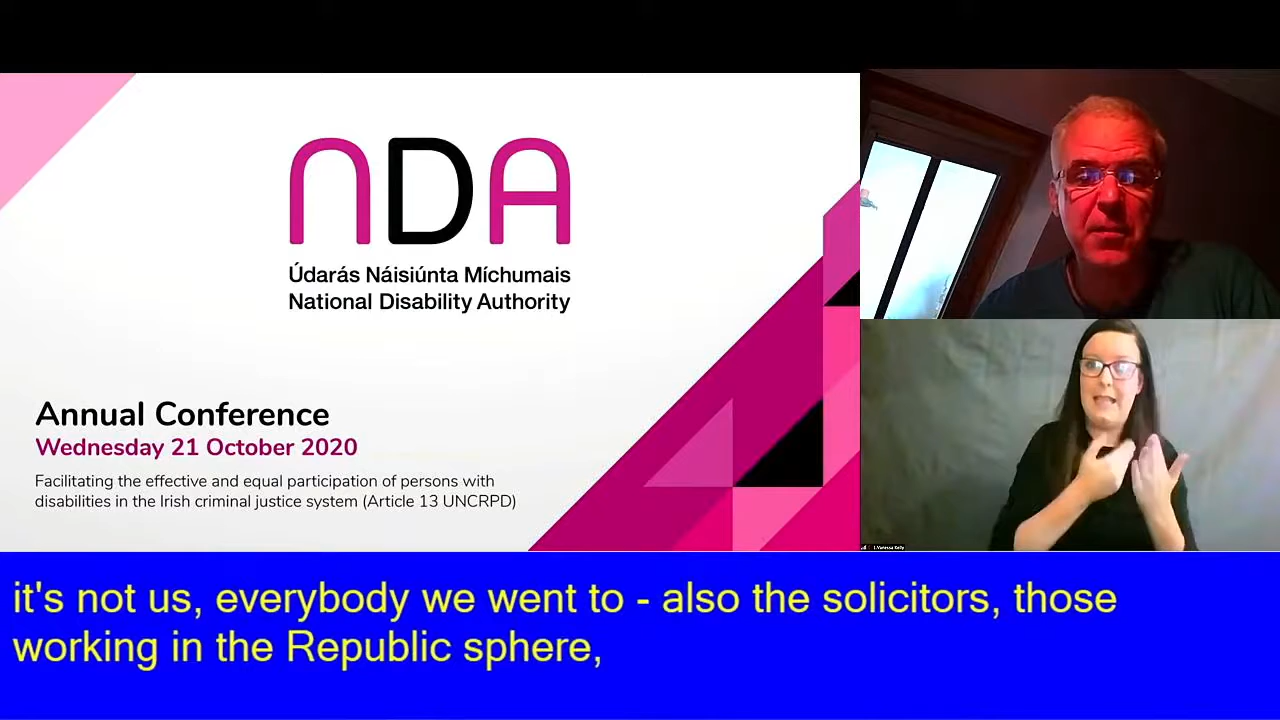 NDA
Údarás Náisiúnta Míchumais
National Disability Authority
Annual Conference
Wednesday 21 October 2020
Facilitating the effective and equal participation of persons with
disabilities in the Irish criminal justice system (Article 13 UNCRPD)
Vanessa Kelly
it's not us, everybody we went to - also the solicitors, those
working in the Republic sphere,